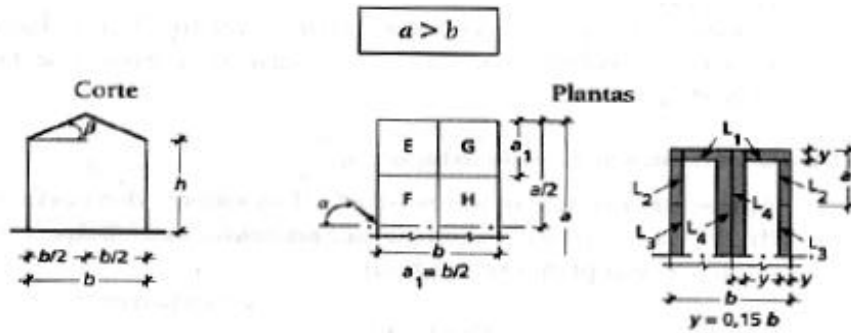 a > b
Corte
Plantas
β
h
b/2 b/2
b
E G
F H
α
a₁
a/2
a
b
a₁ = b/2
L₁
y
L₂ L₂
L₄
L₃ L₄ L₃
b y y
y = 0,15 b